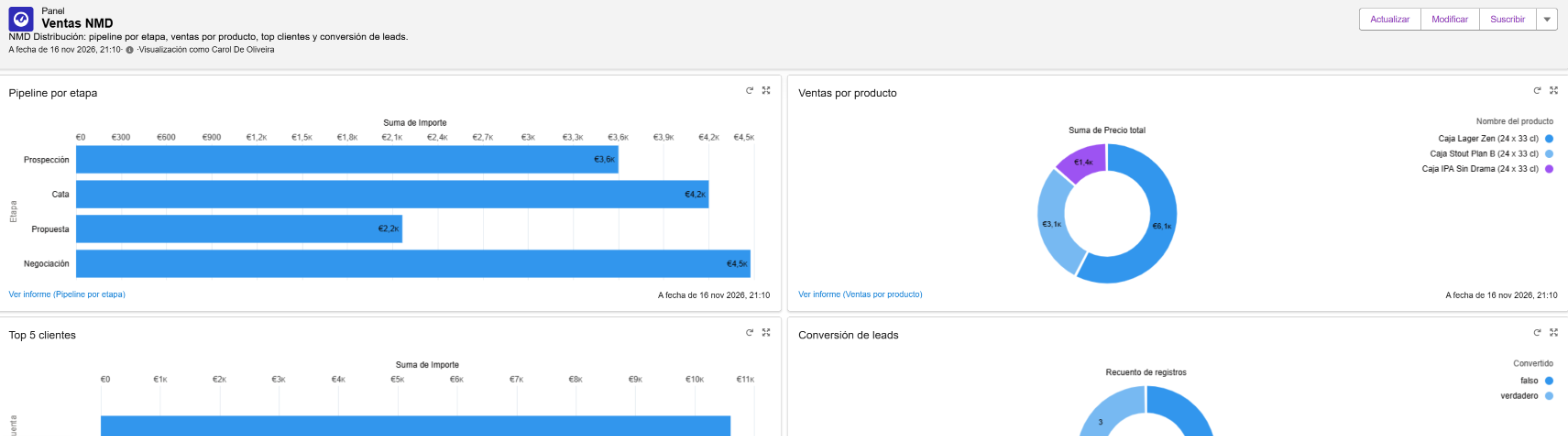 Panel
Ventas NMD
NMD Distribución: pipeline por etapa, ventas por producto, top clientes y conversión de leads.
A fecha de 16 nov 2026, 21:10· ·Visualización como Carol De Oliveira
Actualizar
Modificar
Suscribir
Pipeline por etapa
Suma de Importe
€0 €300 €600 €900 €1,2K €1,5K €1,8K €2,1K €2,4K €2,7K €3K €3,3K €3,6K €3,9K €4,2K €4,5K
Etapa
Prospección €3,6K
Cata €4,2K
Propuesta €2,2K
Negociación €4,5K
Ver informe (Pipeline por etapa)
A fecha de 16 nov 2026, 21:10
Ventas por producto
Suma de Precio total
€1,4K
€3,1K
€6,1K
Nombre del producto
Caja Lager Zen (24 x 33 cl)
Caja Stout Plan B (24 x 33 cl)
Caja IPA Sin Drama (24 x 33 cl)
Ver informe (Ventas por producto)
A fecha de 16 nov 2026, 21:10
Top 5 clientes
Suma de Importe
€0 €1K €2K €3K €4K €5K €6K €7K €8K €9K €10K €11K
Conversión de leads
Recuento de registros
3
Convertido
falso
verdadero